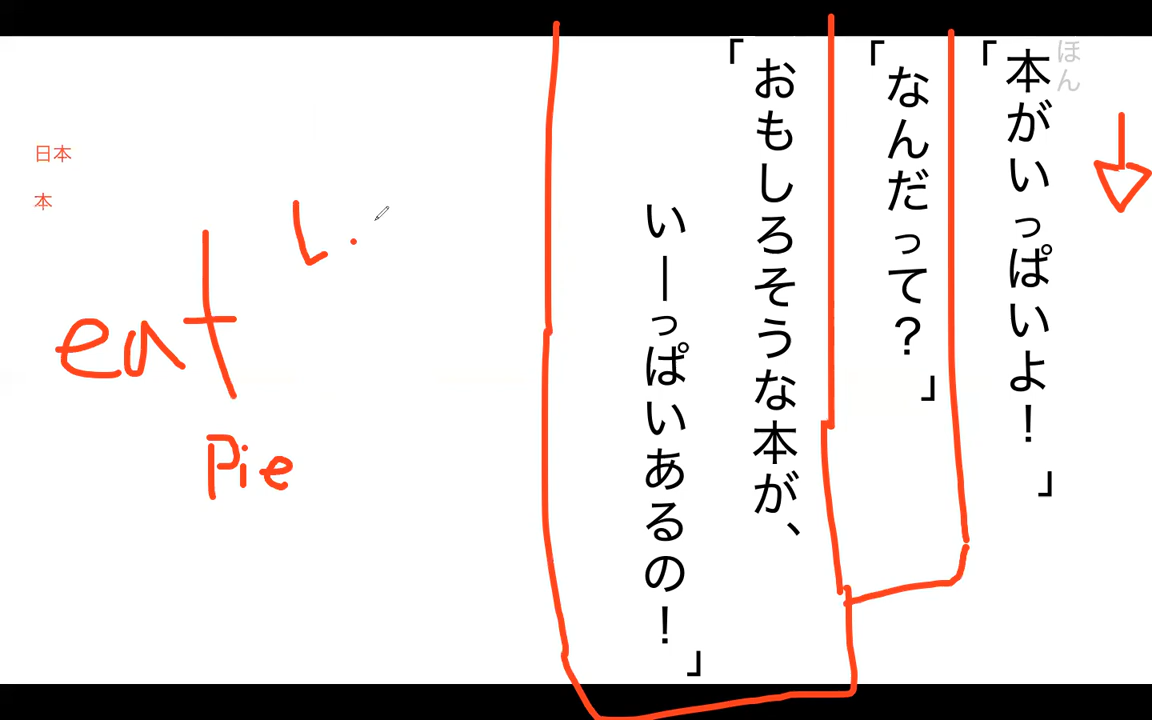 ほん
「本がいっぱいよ！」
「なんだって？」
「おもしろそうな本が、
いーっぱいあるの！」
日本
本
eat
Pie
い